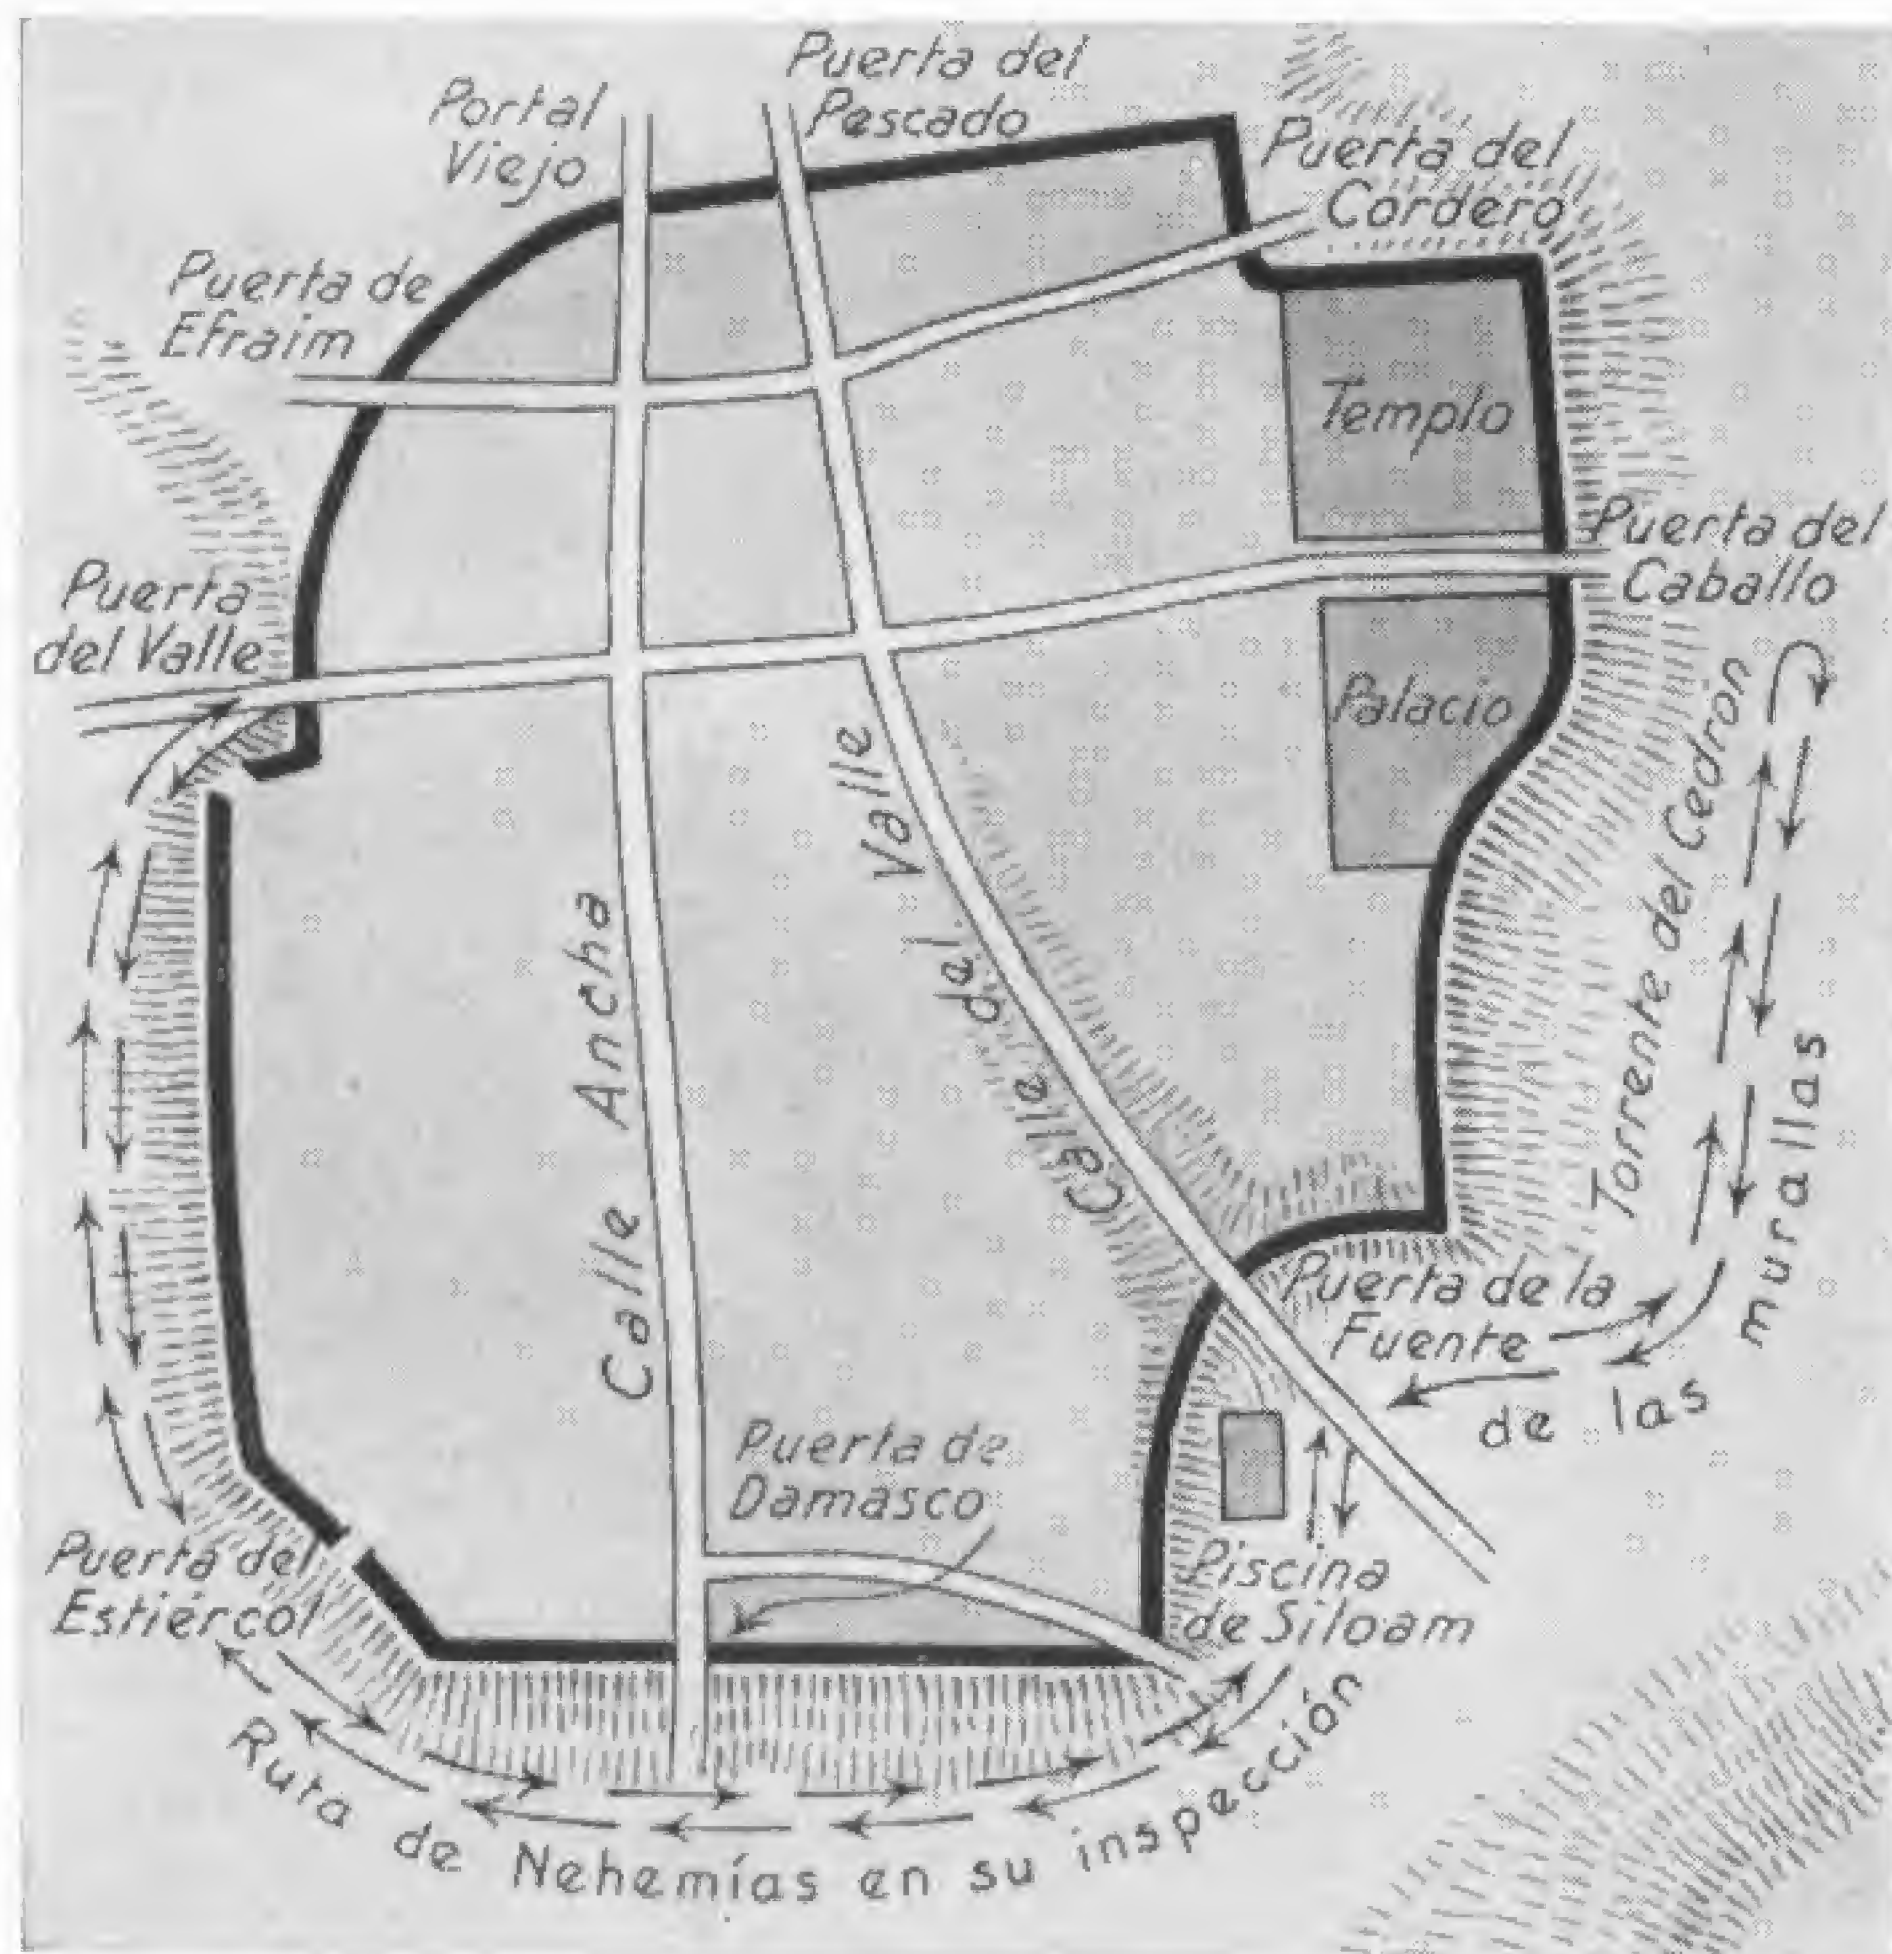 Puerta del
Pescado
Portal
Viejo
Puerta del
Cordero
Puerta de
Efraim
Templo
Puerta del
Caballo
Puerta
del Valle
Palacio
Calle Ancha
Calle del Valle
Torrente del Cedrón
Puerta de la
Fuente
Puerta de
Damasco
Piscina
de Siloam
Puerta del
Estiércol
Ruta de Nehemías en su inspección de las murallas